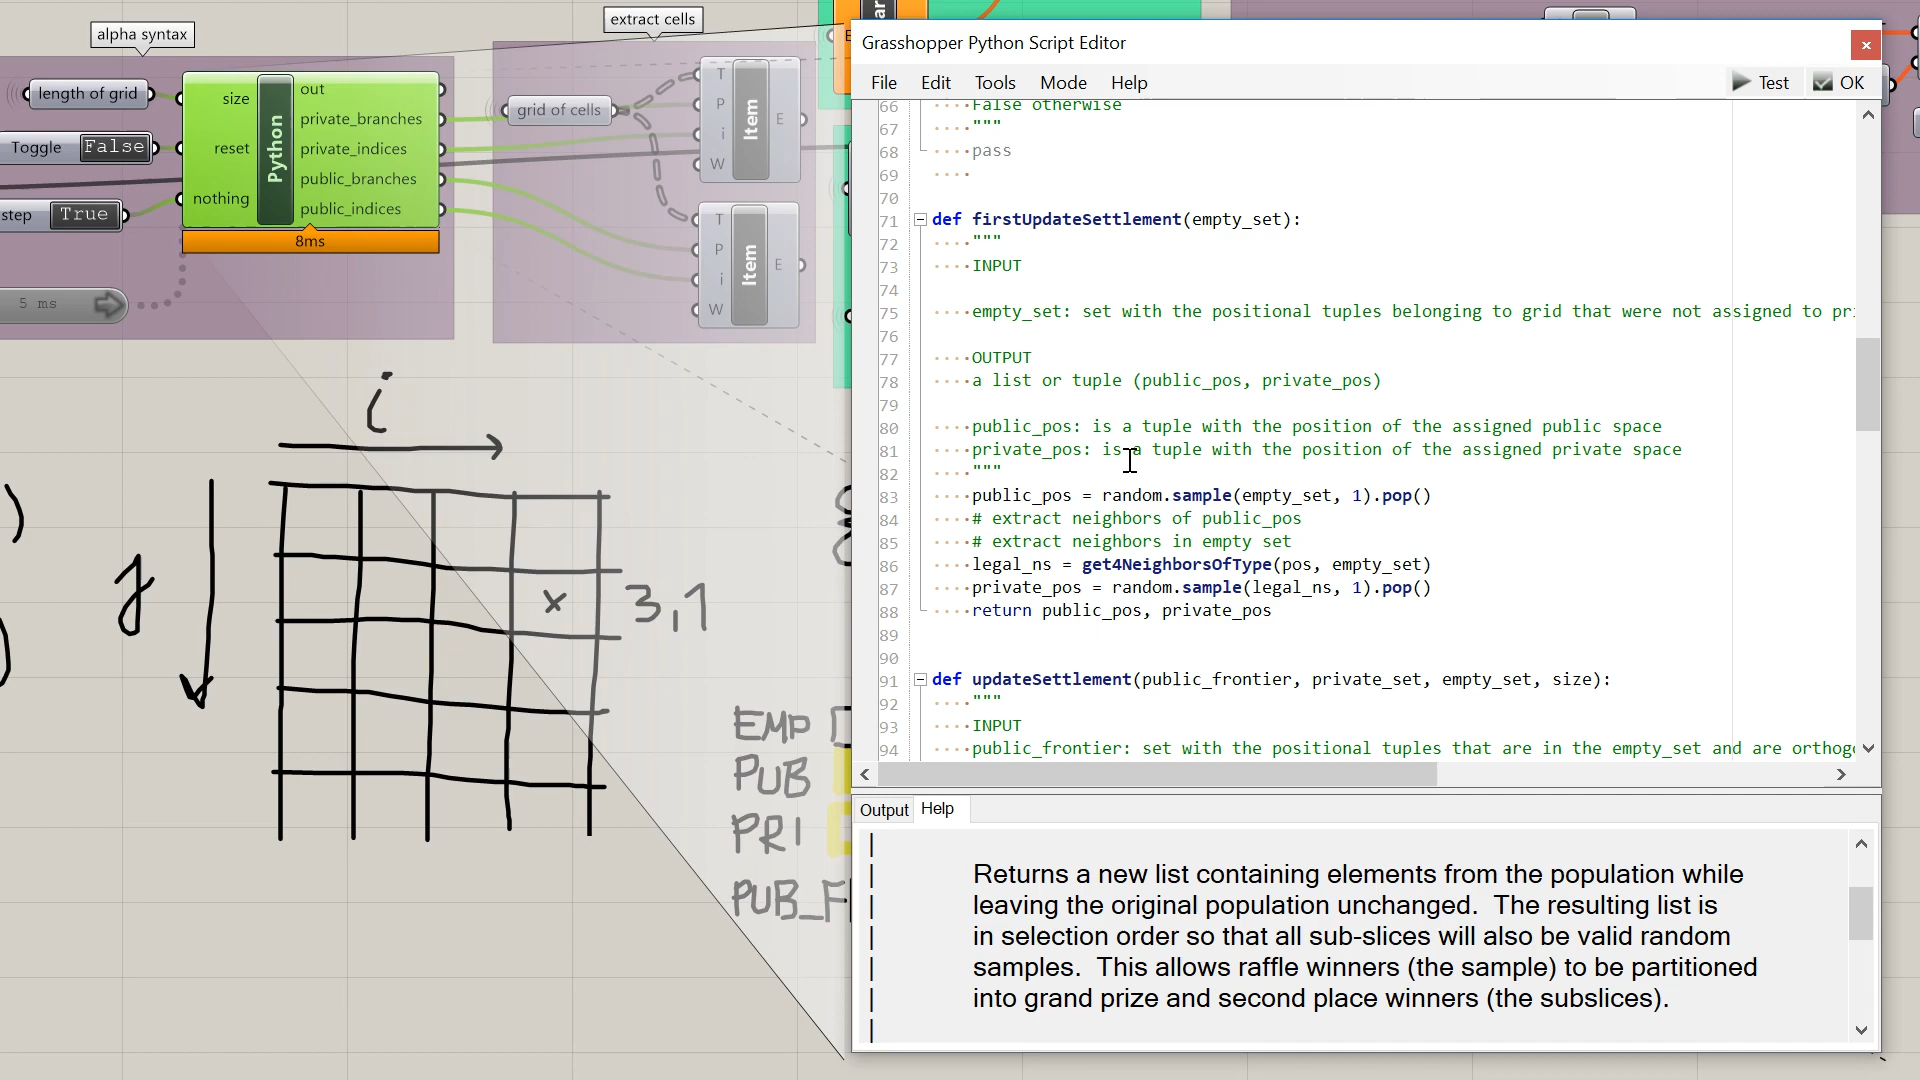 alpha syntax
extract cells
length of grid
size
out
private_branches
Toggle False
reset
Python
private_indices
public_branches
step True
nothing
public_indices
8ms
5 ms
grid of cells
T
P
i
W
Item
E
T
P
i
W
Item
E
i
j
x
3,1
EMP
PUB
PRI
PUB_F
Grasshopper Python Script Editor
x
File Edit Tools Mode Help Test OK
66 ····False otherwise
67 ····"""
68 ····pass
69 ····
70
71 def firstUpdateSettlement(empty_set):
72 ····"""
73 ····INPUT
74
75 ····empty_set: set with the positional tuples belonging to grid that were not assigned to pri
76
77 ····OUTPUT
78 ····a list or tuple (public_pos, private_pos)
79
80 ····public_pos: is a tuple with the position of the assigned public space
81 ····private_pos: is a tuple with the position of the assigned private space
82 ····"""
83 ····public_pos = random.sample(empty_set, 1).pop()
84 ····# extract neighbors of public_pos
85 ····# extract neighbors in empty set
86 ····legal_ns = get4NeighborsOfType(pos, empty_set)
87 ····private_pos = random.sample(legal_ns, 1).pop()
88 ····return public_pos, private_pos
89
90
91 def updateSettlement(public_frontier, private_set, empty_set, size):
92 ····"""
93 ····INPUT
94 ····public_frontier: set with the positional tuples that are in the empty_set and are orthogo
Output Help
|
| Returns a new list containing elements from the population while
| leaving the original population unchanged. The resulting list is
| in selection order so that all sub-slices will also be valid random
| samples. This allows raffle winners (the sample) to be partitioned
| into grand prize and second place winners (the subslices).
|